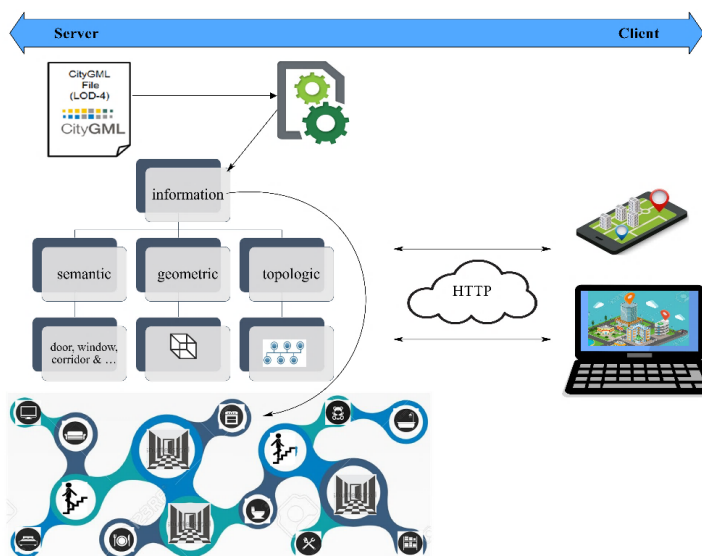 Server
Client
CityGML
File
(LOD-4)
CityGML
information
semantic
geometric
topologic
door, window,
corridor & ...
HTTP